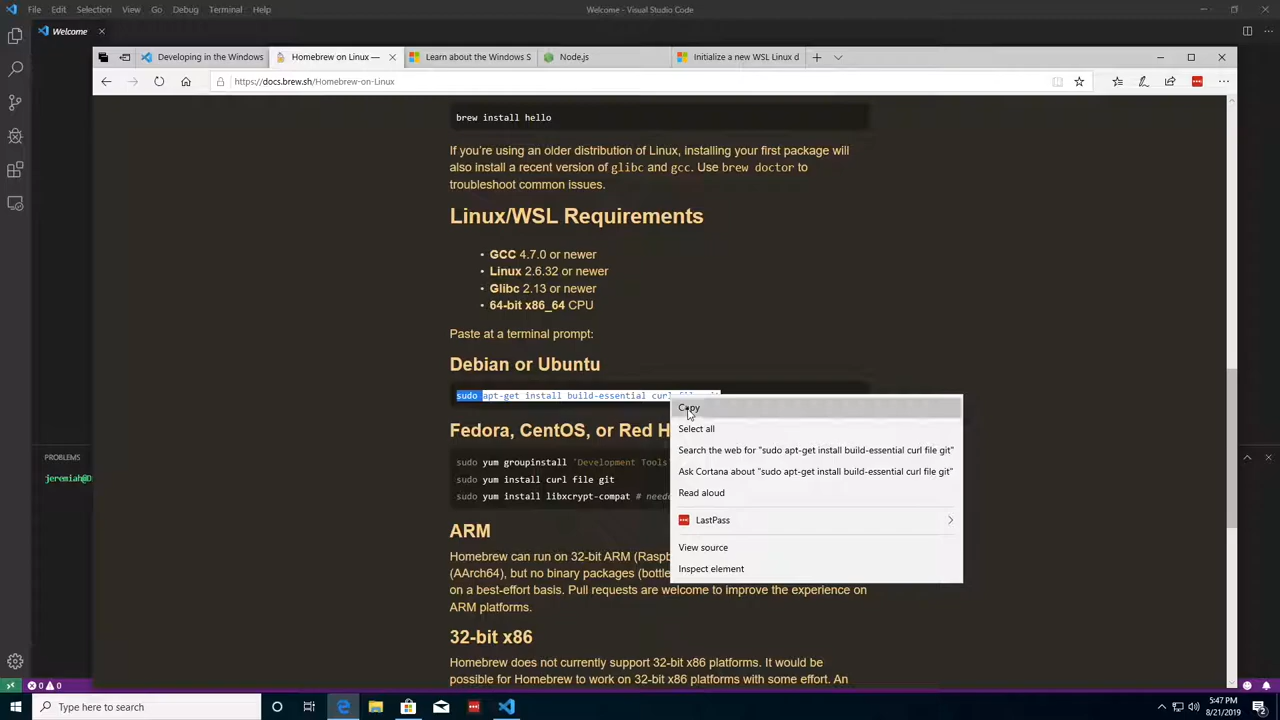 File Edit Selection View Go Debug Terminal Help Welcome - Visual Studio Code
Welcome
Developing in the Windows Homebrew on Linux — Learn about the Windows S Node.js Initialize a new WSL Linux d
https://docs.brew.sh/Homebrew-on-Linux
brew install hello
If you're using an older distribution of Linux, installing your first package will
also install a recent version of glibc and gcc. Use brew doctor to
troubleshoot common issues.
Linux/WSL Requirements
• GCC 4.7.0 or newer
• Linux 2.6.32 or newer
• Glibc 2.13 or newer
• 64-bit x86_64 CPU
Paste at a terminal prompt:
Debian or Ubuntu
sudo apt-get install build-essential curl file git
Copy
Select all
Search the web for "sudo apt-get install build-essential curl file git"
Ask Cortana about "sudo apt-get install build-essential curl file git"
Read aloud
LastPass
View source
Inspect element
Fedora, CentOS, or Red H
sudo yum groupinstall 'Development Tools'
sudo yum install curl file git
sudo yum install libxcrypt-compat # neede
ARM
Homebrew can run on 32-bit ARM (Raspb
(AArch64), but no binary packages (bottle
on a best-effort basis. Pull requests are welcome to improve the experience on
ARM platforms.
32-bit x86
Homebrew does not currently support 32-bit x86 platforms. It would be
possible for Homebrew to work on 32-bit x86 platforms with some effort. An
PROBLEMS
jeremiah@D
0 0
Type here to search
5:47 PM
8/21/2019
2